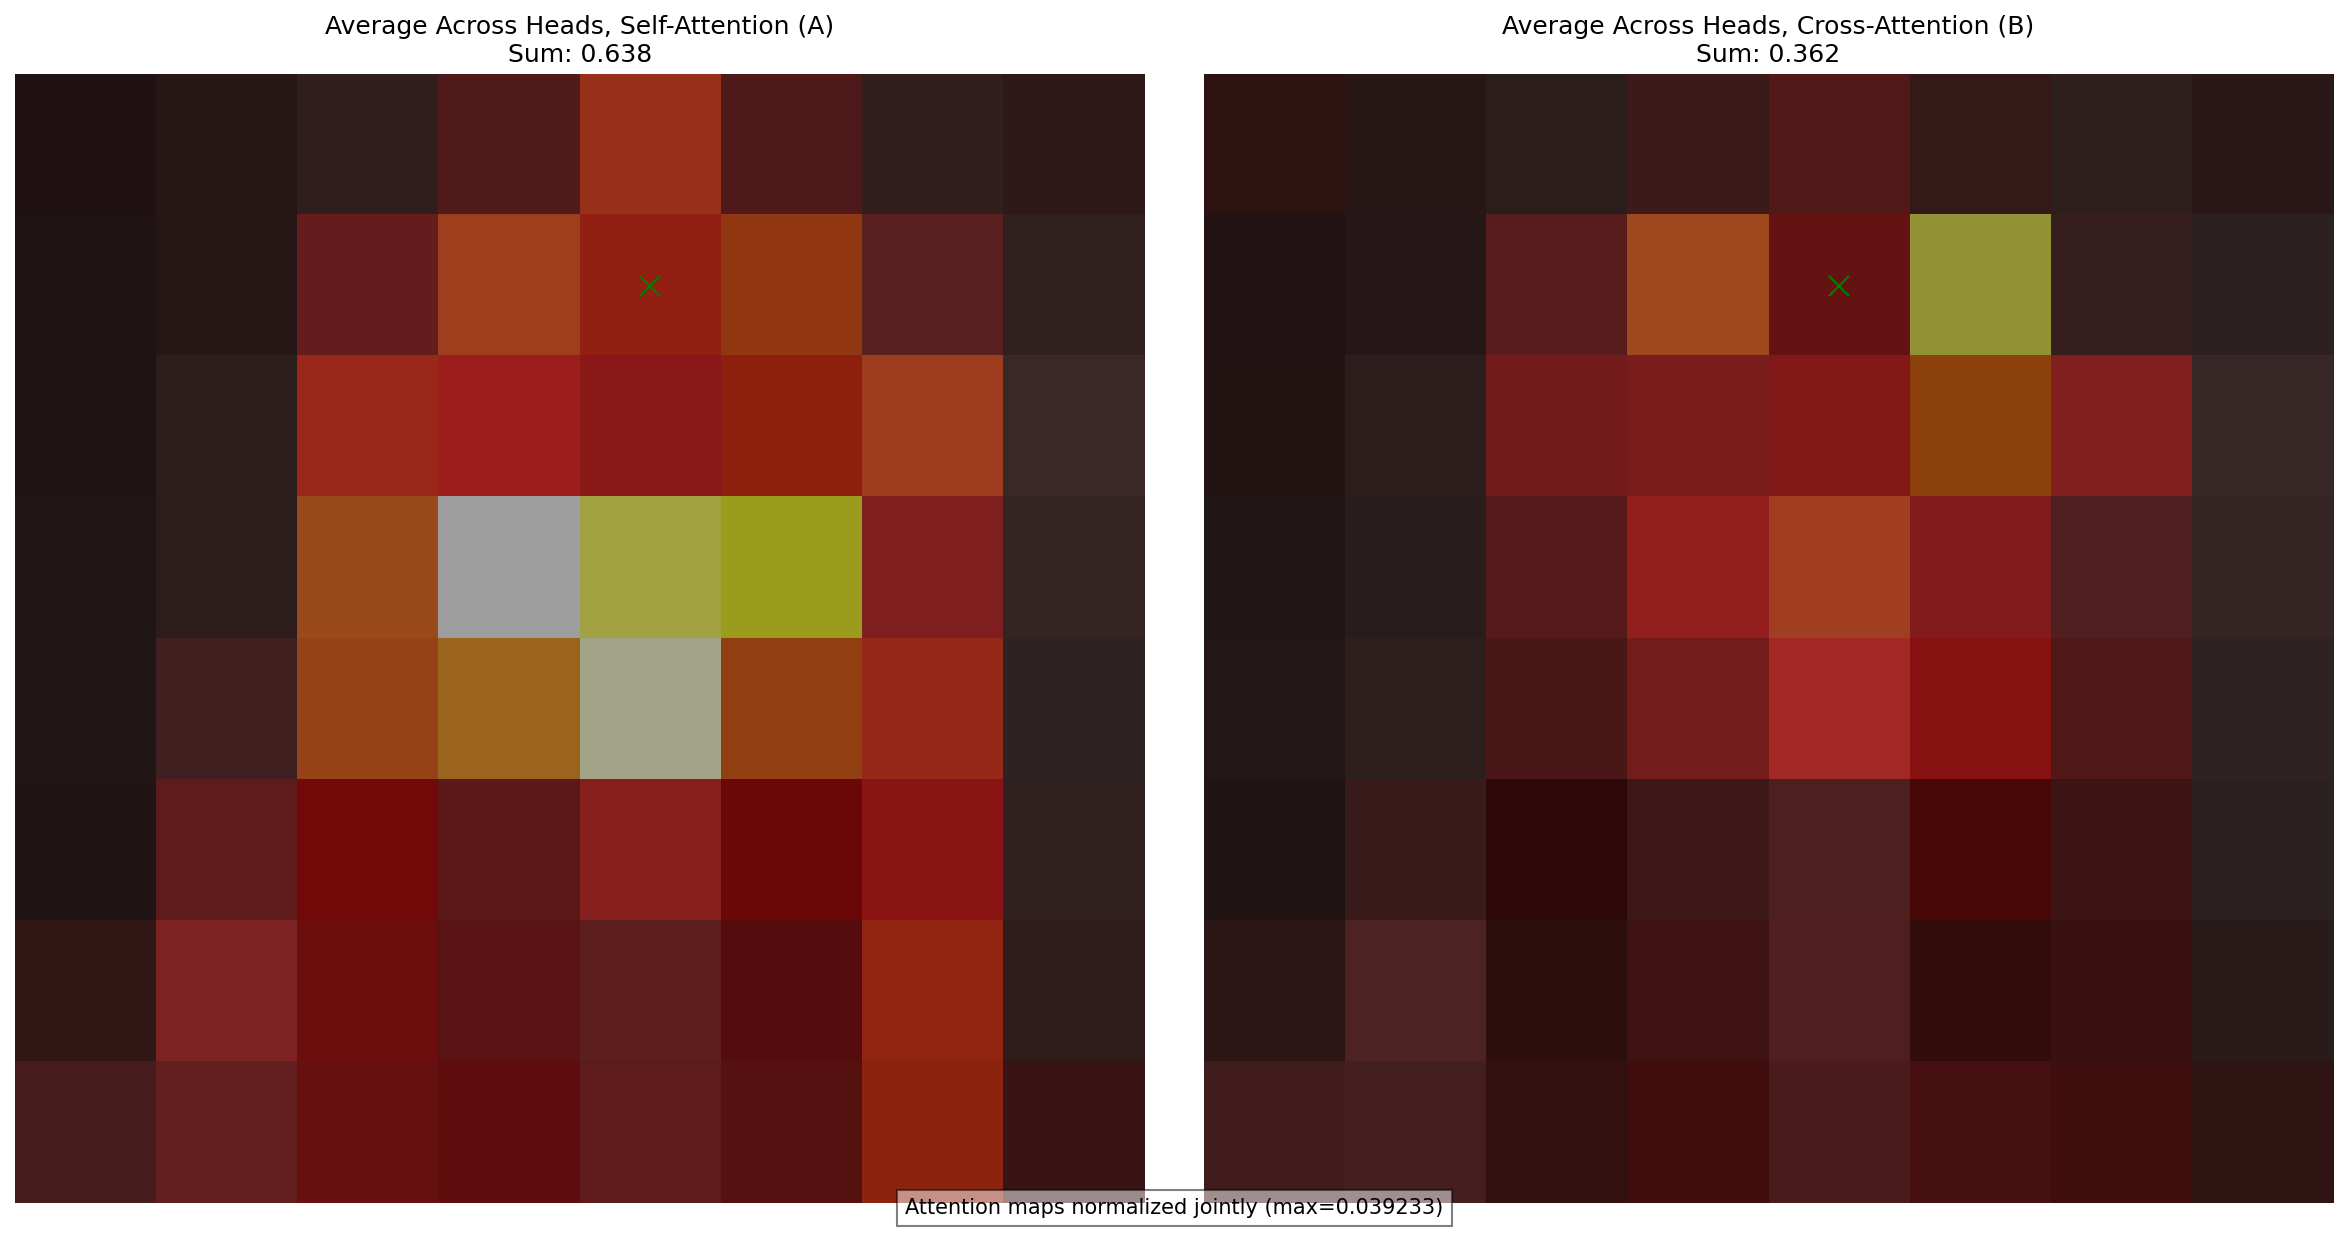 Average Across Heads, Self-Attention (A)
Sum: 0.638
Average Across Heads, Cross-Attention (B)
Sum: 0.362
Attention maps normalized jointly (max=0.039233)